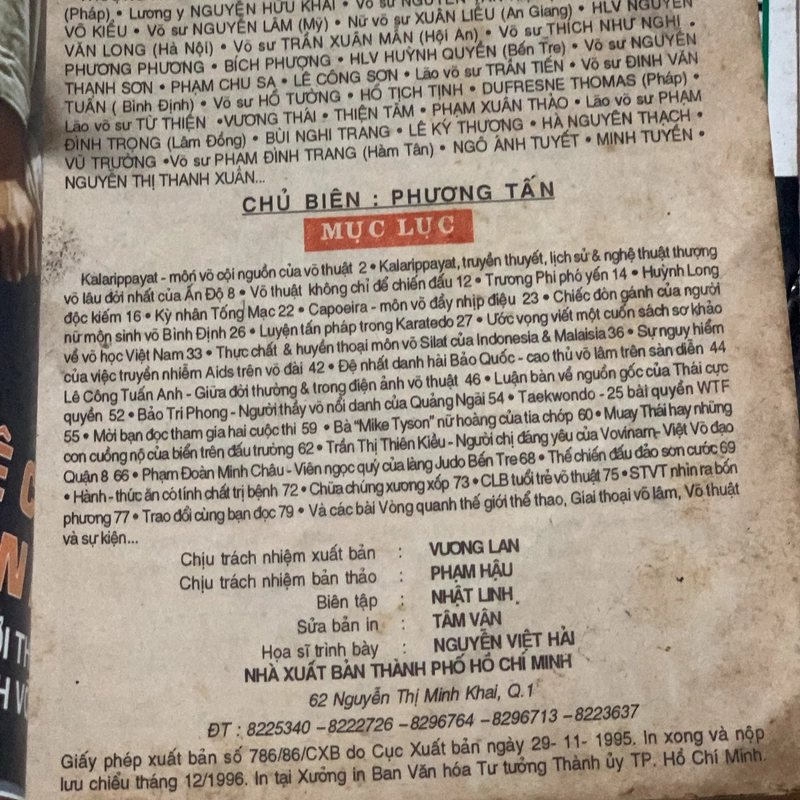 (Pháp) • Lương y NGUYỄN HỮU KHAI • Võ sư NGUYỄN
VÕ KIỂU • Võ sư NGUYỄN LÂM (Mỹ) • Nữ võ sư XUÂN LIỄU (An Giang) • HLV NGUYỄN
VĂN LONG (Hà Nội) • Võ sư TRẦN XUÂN MẪN (Hội An) • Võ sư THÍCH NHƯ NGHỊ •
PHƯƠNG PHƯƠNG • BÍCH PHƯỢNG • HLV HUỲNH QUYỀN (Bến Tre) • Võ sư NGUYỄN
THẠNH SƠN • PHẠM CHU SA • LÊ CÔNG SƠN • Lão võ sư TRẦN TIẾN • Võ sư ĐINH VĂN
TUẤN ( Bình Định) • Võ sư HỒ TƯỜNG • HỒ TỊCH TỊNH • DUFRESNE THOMAS (Pháp) •
Lão võ sư TỪ THIỆN •VƯƠNG THÁI • THIỆN TÂM • PHẠM XUÂN THẢO • Lão võ sư PHẠM
ĐÌNH TRỌNG (Lâm Đồng) • BÙI NGHI TRANG • LÊ KÝ THƯƠNG • HÀ NGUYÊN THẠCH •
VŨ TRƯỜNG •Võ sư PHẠM ĐÌNH TRANG (Hàm Tân) • NGÔ ÁNH TUYẾT • MINH TUYỀN •
NGUYỄN THỊ THANH XUÂN...
CHỦ BIÊN : PHƯƠNG TẤN
MỤC LỤC
Kalarippayat - môn võ cội nguồn của võ thuật 2 • Kalarippayat, truyền thuyết, lịch sử & nghệ thuật thượng
võ lâu đời nhất của Ấn Độ 8 • Võ thuật không chỉ để chiến đấu 12 • Trương Phi phó yến 14 • Huỳnh Long
độc kiếm 16 • Kỳ nhân Tống Mạc 22 • Capoeira - môn võ đầy nhịp điệu 23 • Chiếc đòn gánh của người
nữ môn sinh võ Bình Định 26 • Luyện tấn pháp trong Karatedo 27 • Ước vọng viết một cuốn sách sơ khảo
về võ học Việt Nam 33 • Thực chất & huyền thoại môn võ Silat của Indonesia & Malaisia 36 • Sự nguy hiểm
của việc truyền nhiễm Aids trên võ đài 42 • Đệ nhất danh hài Bảo Quốc - cao thủ võ lâm trên sàn diễn 44
Lê Công Tuấn Anh - Giữa đời thường & trong điện ảnh võ thuật 46 • Luận bàn về nguồn gốc của Thái cực
quyền 52 • Bảo Tri Phong - Người thầy võ nổi danh của Quảng Ngãi 54 • Taekwondo - 25 bài quyền WTF
55 • Mời bạn đọc tham gia hai cuộc thi 59 • Bà "Mike Tyson" nữ hoàng của tia chớp 60 • Muay Thái hay những
con cuồng nộ của biển trên đấu trường 62 • Trần Thị Thiên Kiều - Người chị đáng yêu của Vovinam- Việt Võ đạo
Quận 8 66 • Phạm Đoàn Minh Châu - Viên ngọc quý của làng Judo Bến Tre 68 • Thế chiến đấu đảo sơn cước 69
• Hành - thức ăn có tính chất trị bệnh 72 • Chữa chứng xương xốp 73 • CLB tuổi trẻ võ thuật 75 • STVT nhìn ra bốn
phương 77 • Trao đổi cùng bạn đọc 79 • Và các bài Vòng quanh thế giới thể thao, Giai thoại võ lâm, Võ thuật
và sự kiện...
Chịu trách nhiệm xuất bản : VƯƠNG LAN
Chịu trách nhiệm bản thảo : PHẠM HẬU
Biên tập : NHẬT LINH
Sửa bản in : TÂM VÂN
Họa sĩ trình bày : NGUYỄN VIỆT HẢI
NHÀ XUẤT BẢN THÀNH PHỐ HỒ CHÍ MINH
62 Nguyễn Thị Minh Khai, Q.1
ĐT : 8225340 – 8222726 – 8296764 – 8296713 – 8223637
Giấy phép xuất bản số 786/86/CXB do Cục Xuất bản ngày 29- 11- 1995. In xong và nộp
lưu chiểu tháng 12/1996. In tại Xưởng in Ban Văn hóa Tư tưởng Thành ủy TP. Hồ Chí Minh.